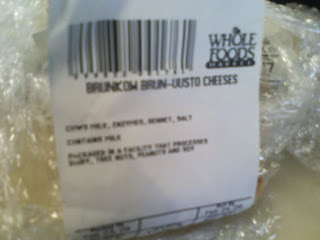 WHOLE
FOODS
MARKET
BRUNKOW BRUN-UUSTO CHEESES
COW'S MILK, ENZYMES, RENNET, SALT
CONTAINS MILK
PACKAGED IN A FACILITY THAT PROCESSES
DAIRY, TREE NUTS, PEANUTS AND SOY